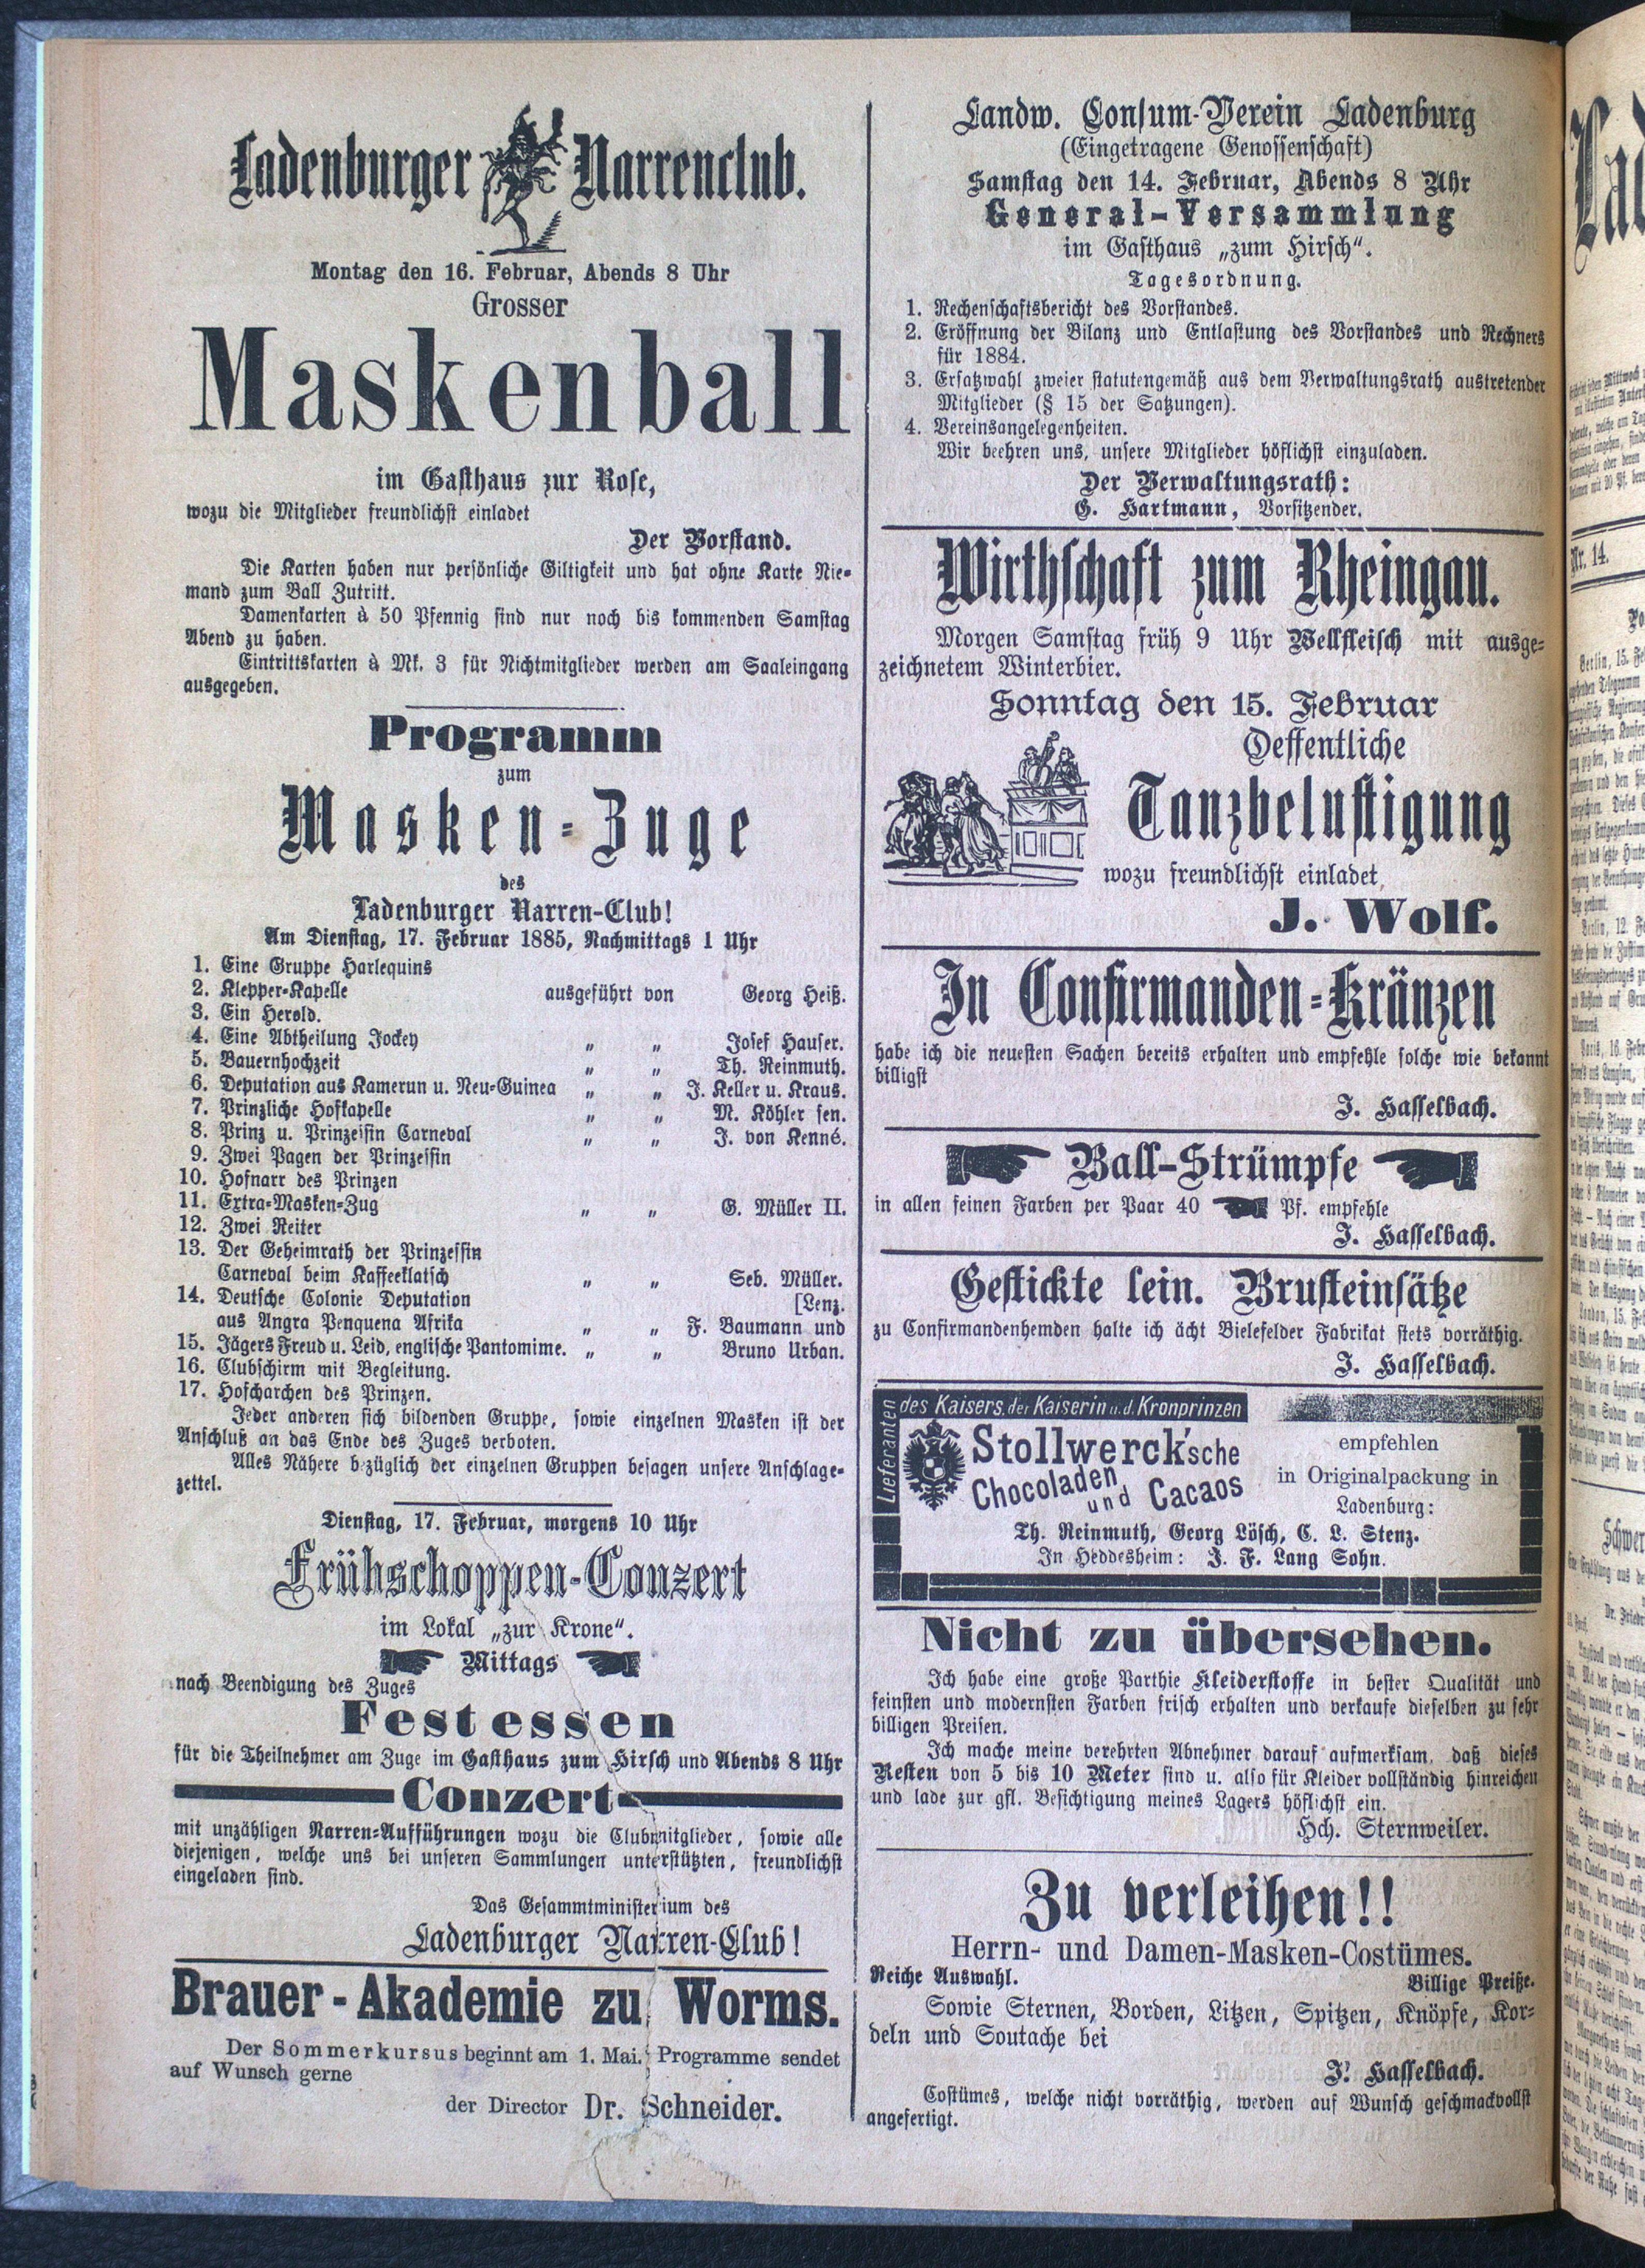 Ladenburger Narrenclub.
Montag den 16. Februar, Abends 8 Uhr
Grosser
Maskenball
im Gasthaus zur Rose,
wozu die Mitglieder freundlichst einladet
Der Vorstand.
Die Karten haben nur persönliche Giltigkeit und hat ohne Karte Nie-
mand zum Ball Zutritt.
Damenkarten à 50 Pfennig sind nur noch bis kommenden Samstag
Abend zu haben.
Eintrittskarten à Mk. 3 für Nichtmitglieder werden am Saaleingang
ausgegeben.
Programm
zum
Masken-Zuge
des
Ladenburger Narren-Club!
Am Dienstag, 17. Februar 1885, Nachmittags 1 Uhr
1. Eine Gruppe Harlequins
2. Klepper-Kapelle ausgeführt von Georg Heiß.
3. Ein Herold.
4. Eine Abtheilung Jockey „ „ Josef Hauser.
5. Bauernhochzeit „ „ Th. Reinmuth.
6. Deputation aus Kamerun u. Neu-Guinea „ „ J. Keller u. Kraus.
7. Prinzliche Hofkapelle „ „ M. Köhler sen.
8. Prinz u. Prinzeisin Carneval „ „ J. von Kenné.
9. Zwei Pagen der Prinzessin
10. Hofnarr des Prinzen
11. Extra-Masken-Zug „ „ G. Müller II.
12. Zwei Reiter
13. Der Geheimrath der Prinzessin
Carneval beim Kaffeeklatsch „ „ Seb. Müller.
14. Deutsche Colonie Deputation [Lenz.
aus Angra Penquena Afrika „ „ F. Baumann und
15. Jägers Freud u. Leid, englische Pantomime. „ „ Bruno Urban.
16. Clubschirm mit Begleitung.
17. Hofcharchen des Prinzen.
Jeder anderen sich bildenden Gruppe, sowie einzelnen Masken ist der
Anschluß an das Ende des Zuges verboten.
Alles Nähere bezüglich der einzelnen Gruppen besagen unsere Anschlage-
zettel.
Dienstag, 17. Februar, morgens 10 Uhr
Frühschoppen-Conzert
im Lokal „zur Krone“.
Mittags
nach Beendigung des Zuges
Festessen
für die Theilnehmer am Zuge im Gasthaus zum Hirsch und Abends 8 Uhr
Conzert
mit unzähligen Narren-Aufführungen wozu die Clubmitglieder, sowie alle
diejenigen, welche uns bei unseren Sammlungen unterstützten, freundlichst
eingeladen sind.
Das Gesammtministerium des
Ladenburger Narren-Club!
Brauer-Akademie zu Worms.
Der Sommerkursus beginnt am 1. Mai. Programme sendet
auf Wunsch gerne
der Director Dr. Schneider.
Landw. Consum-Verein Ladenburg
(Eingetragene Genossenschaft)
Samstag den 14. Februar, Abends 8 Uhr
General-Versammlung
im Gasthaus „zum Hirsch“.
Tagesordnung.
1. Rechenschaftsbericht des Vorstandes.
2. Eröffnung der Bilanz und Entlastung des Vorstandes und Rechners
für 1884.
3. Ersatzwahl zweier statutengemäß aus dem Verwaltungsrath austretender
Mitglieder (§ 15 der Satzungen).
4. Vereinsangelegenheiten.
Wir beehren uns, unsere Mitglieder höflichst einzuladen.
Der Verwaltungsrath:
G. Hartmann, Vorsitzender.
Wirthschaft zum Rheingau.
Morgen Samstag früh 9 Uhr Wellfleisch mit ausge-
zeichnetem Winterbier.
Sonntag den 15. Februar
Oeffentliche
Tanzbelustigung
wozu freundlichst einladet,
J. Wolf.
In Confirmanden-Kränzen
habe ich die neuesten Sachen bereits erhalten und empfehle solche wie bekannt
billigst
J. Hasselbach.
Ball-Strümpfe
in allen feinen Farben per Paar 40 Pf. empfehle
J. Hasselbach.
Gestickte lein. Brusteinsätze
zu Confirmandenhemden halte ich ächt Bielefelder Fabrikat stets vorräthig.
J. Hasselbach.
Lieferanten des Kaisers, der Kaiserin u. d. Kronprinzen
Stollwerck'sche
Chocoladen
und Cacaos
empfehlen
in Originalpackung in
Ladenburg:
Th. Reinmuth, Georg Lösch, C. L. Stenz.
In Heddesheim: J. F. Lang Sohn.
Nicht zu übersehen.
Ich habe eine große Parthie Kleiderstoffe in bester Qualität und
feinsten und modernsten Farben frisch erhalten und verkaufe dieselben zu sehr
billigen Preisen.
Ich mache meine verehrten Abnehmer darauf aufmerksam, daß dieses
Resten von 5 bis 10 Meter sind u. also für Kleider vollständig hinreichen
und lade zur gfl. Besichtigung meines Lagers höflichst ein.
Hch. Sternweiler.
Zu verleihen!!
Herrn- und Damen-Masken-Costümes.
Reiche Auswahl. Billige Preiße.
Sowie Sternen, Borden, Litzen, Spitzen, Knöpfe, Kor-
deln und Soutache bei
J. Hasselbach.
Costümes, welche nicht vorräthig, werden auf Wunsch geschmackvollst
angefertigt.
Nr. 14.